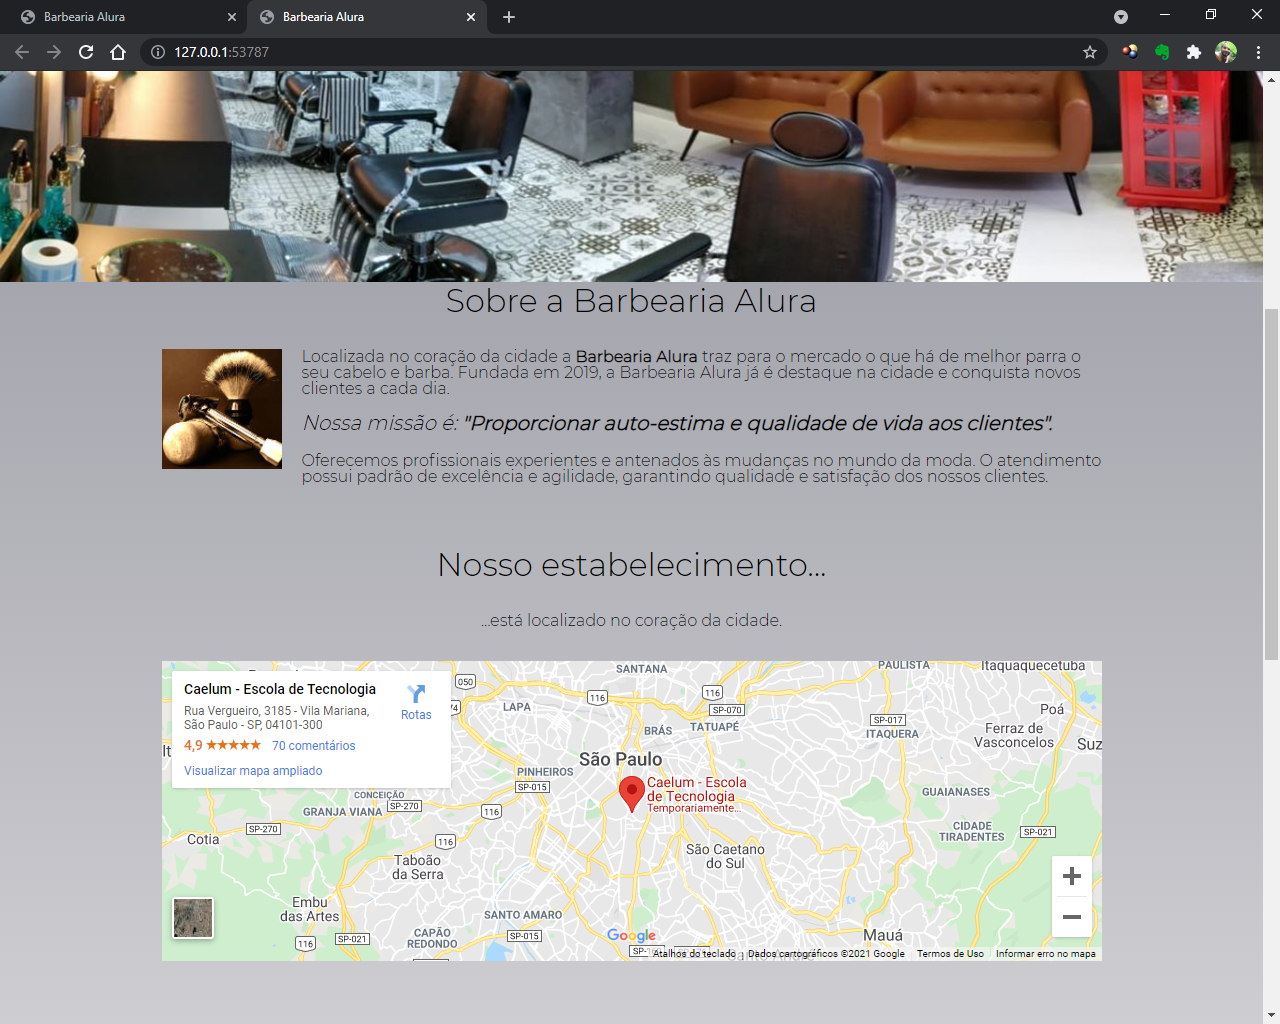 Barbearia Alura
Barbearia Alura
127.0.0.1:53787
Sobre a Barbearia Alura
Localizada no coração da cidade a Barbearia Alura traz para o mercado o que há de melhor parra o
seu cabelo e barba. Fundada em 2019, a Barbearia Alura já é destaque na cidade e conquista novos
clientes a cada dia.
Nossa missão é: "Proporcionar auto-estima e qualidade de vida aos clientes".
Oferecemos profissionais experientes e antenados às mudanças no mundo da moda. O atendimento
possui padrão de excelência e agilidade, garantindo qualidade e satisfação dos nossos clientes.
Nosso estabelecimento...
...está localizado no coração da cidade.
Caelum - Escola de Tecnologia
Rua Vergueiro, 3185 - Vila Mariana,
São Paulo - SP, 04101-300
Rotas
4,9 ★★★★★ 70 comentários
Visualizar mapa ampliado
SANTANA
PAULISTA
Itaquaquecetuba
050
116
116
SP-070
LAPA
74
BRÁS
TATUAPÉ
SP-017
ITAQUERA
Poá
Ferraz de
Vasconcelos
Suz
It
São Paulo
PINHEIROS
SP-015
Caelum - Escola
de Tecnologia
Temporariamente...
CONCEIÇÃO
SP-270
GRANJA VIANA
116
GUAIANASES
SP-270
Cotia
116
CIDADE
TIRADENTES
SP-021
São Caetano
do Sul
Taboão
da Serra
Embu
das Artes
SANTO AMARO
CAPÃO
REDONDO
SP-015
116
SP-021
Mauá
Google
Atalhos do teclado
Dados cartográficos ©2021 Google
Termos de Uso
Informar erro no mapa